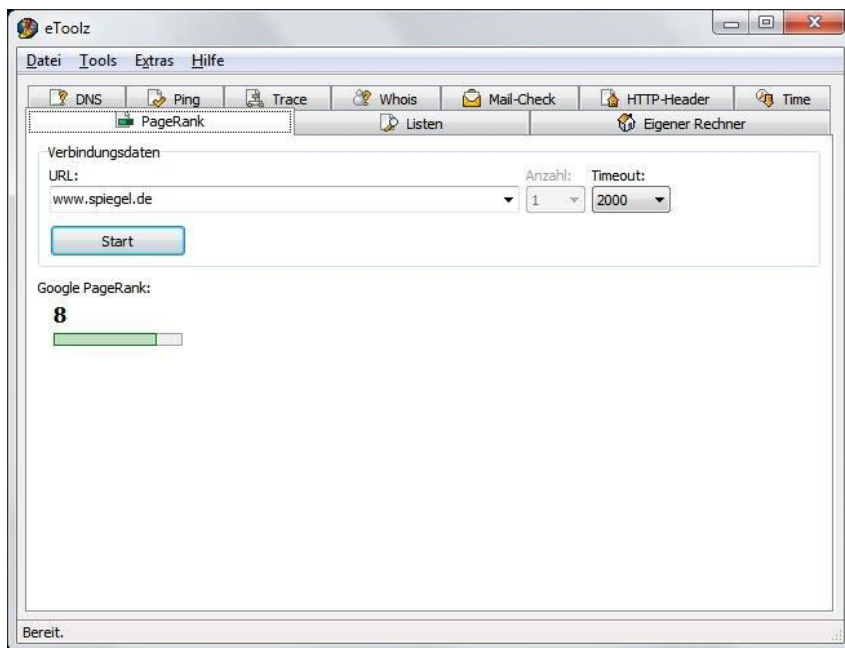 eToolz
Datei Tools Extras Hilfe
DNS Ping Trace Whois Mail-Check HTTP-Header Time
PageRank Listen Eigener Rechner
Verbindungsdaten
URL: Anzahl: Timeout:
www.spiegel.de 1 2000
Start
Google PageRank:
8
Bereit.